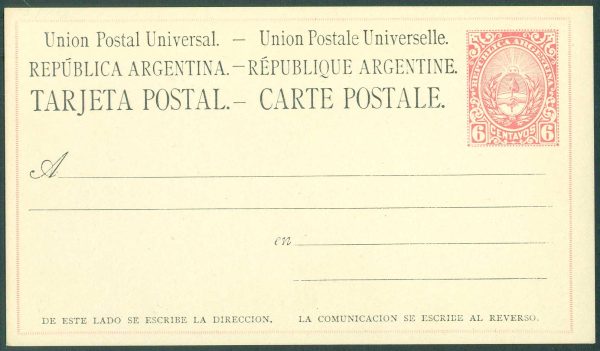 Union Postal Universal. — Union Postale Universelle.
REPÚBLICA ARGENTINA. — RÉPUBLIQUE ARGENTINE.
TARJETA POSTAL. — CARTE POSTALE.
REPUBLICA ARGENTINA
6 CENTAVOS 6
A
en
DE ESTE LADO SE ESCRIBE LA DIRECCION. LA COMUNICACION SE ESCRIBE AL REVERSO.